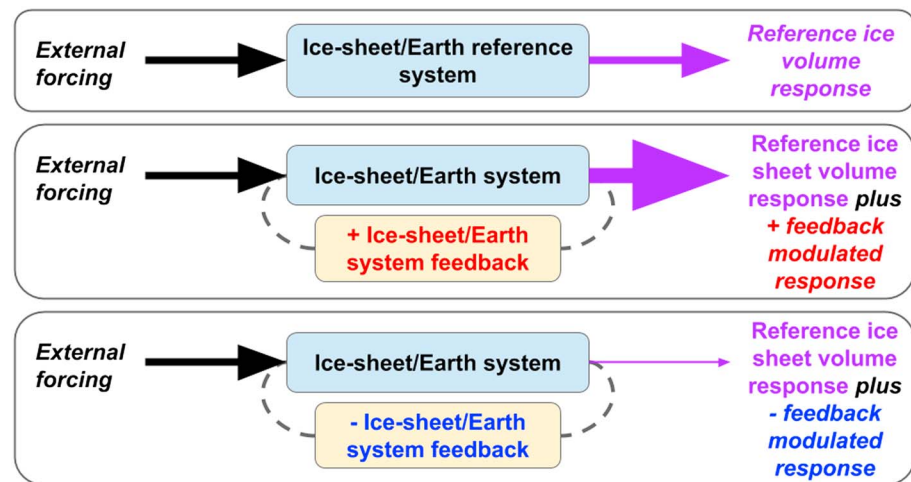 External
forcing
Ice-sheet/Earth reference
system
Reference ice
volume
response
External
forcing
Ice-sheet/Earth system
+ Ice-sheet/Earth
system feedback
Reference ice
sheet volume
response plus
+ feedback
modulated
response
External
forcing
Ice-sheet/Earth system
- Ice-sheet/Earth
system feedback
Reference ice
sheet volume
response plus
- feedback
modulated
response